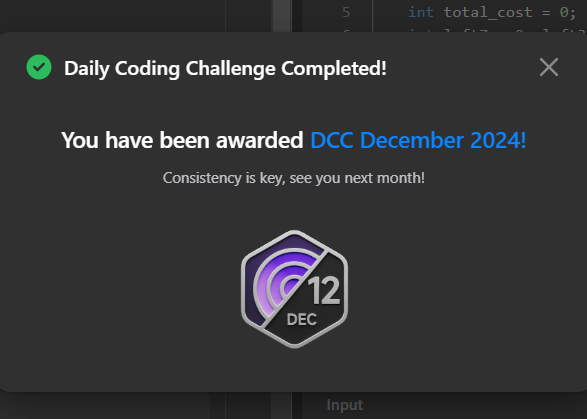 5 int total_cost = 0;
Daily Coding Challenge Completed!
You have been awarded DCC December 2024!
Consistency is key, see you next month!
12
DEC
Input